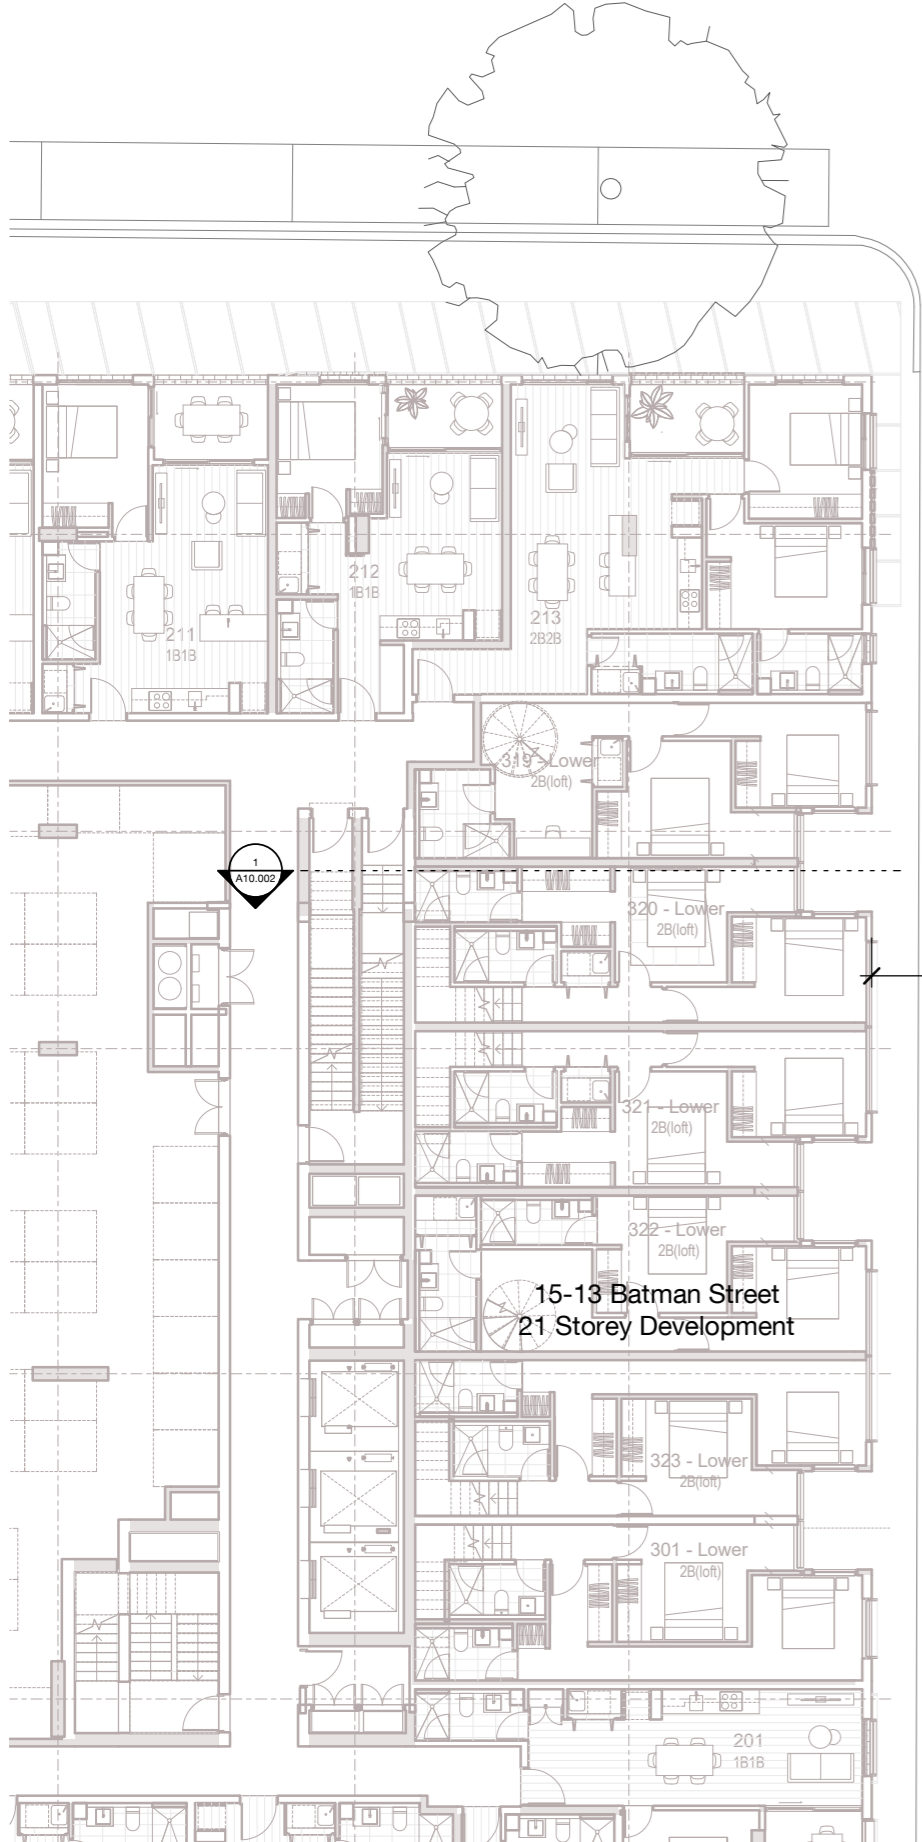 212
1B1B
213
2B2B
211
1B1B
319 - Lower
2B(loft)
1
A10.002
320 - Lower
2B(loft)
321 - Lower
2B(loft)
322 - Lower
2B(loft)
15-13 Batman Street
21 Storey Development
323 - Lower
2B(loft)
301 - Lower
2B(loft)
201
1B1B